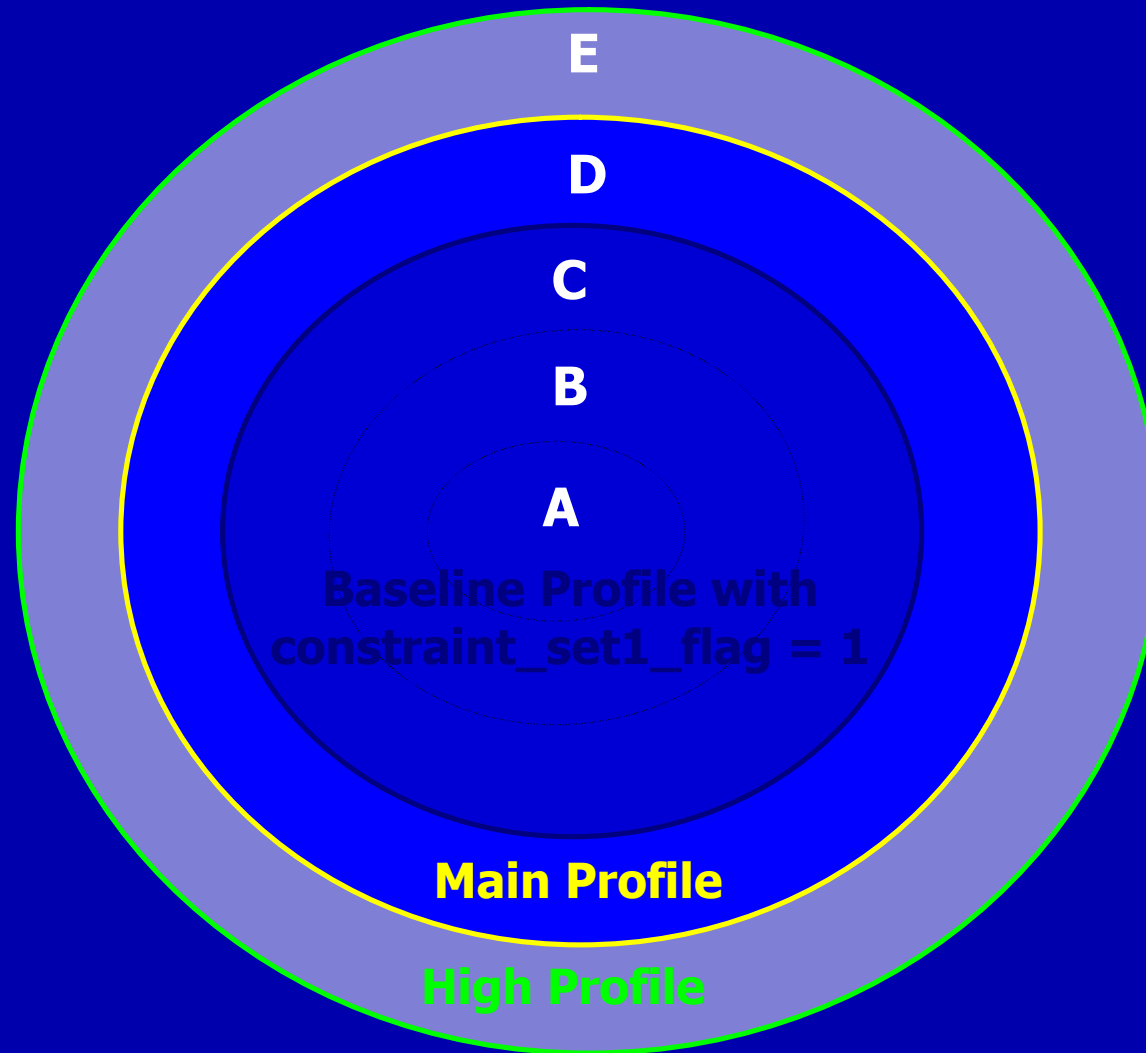 E
D
C
B
A
Baseline Profile with
constraint_set1_flag = 1
Main Profile
High Profile